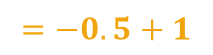 = −0.5 + 1